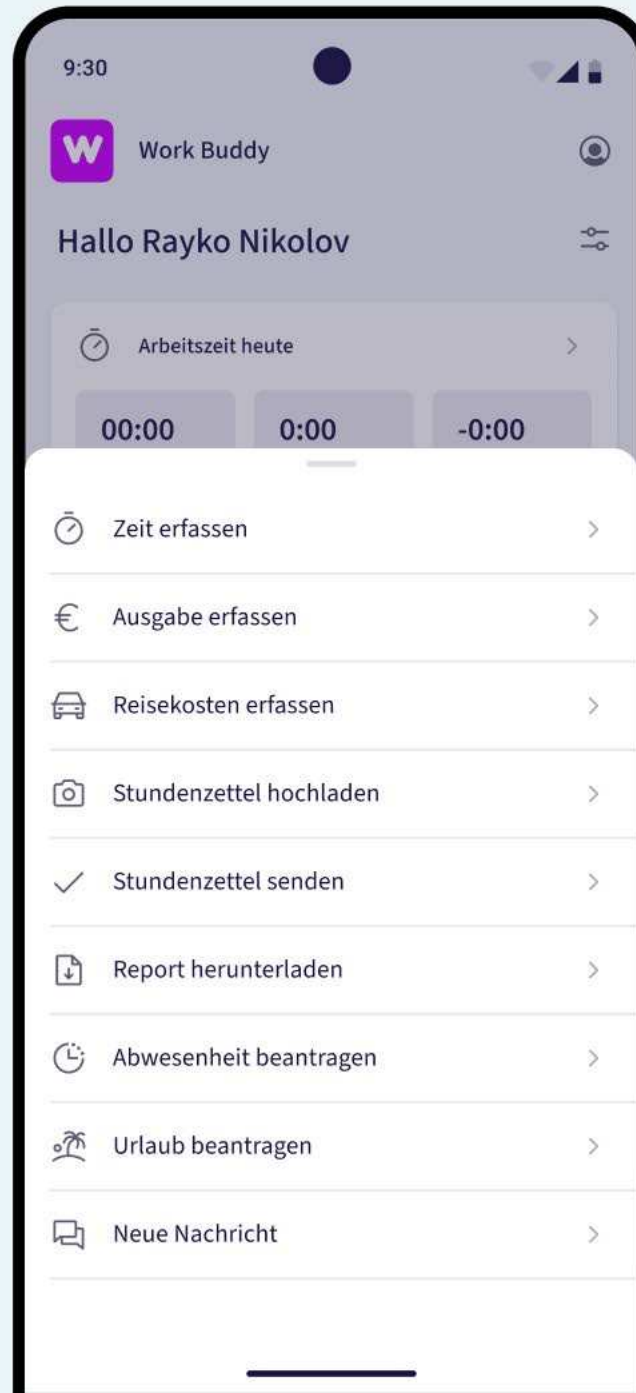 9:30
W Work Buddy
Hallo Rayko Nikolov
Arbeitszeit heute
00:00 0:00 -0:00
Zeit erfassen
€ Ausgabe erfassen
Reisekosten erfassen
Stundenzettel hochladen
Stundenzettel senden
Report herunterladen
Abwesenheit beantragen
Urlaub beantragen
Neue Nachricht